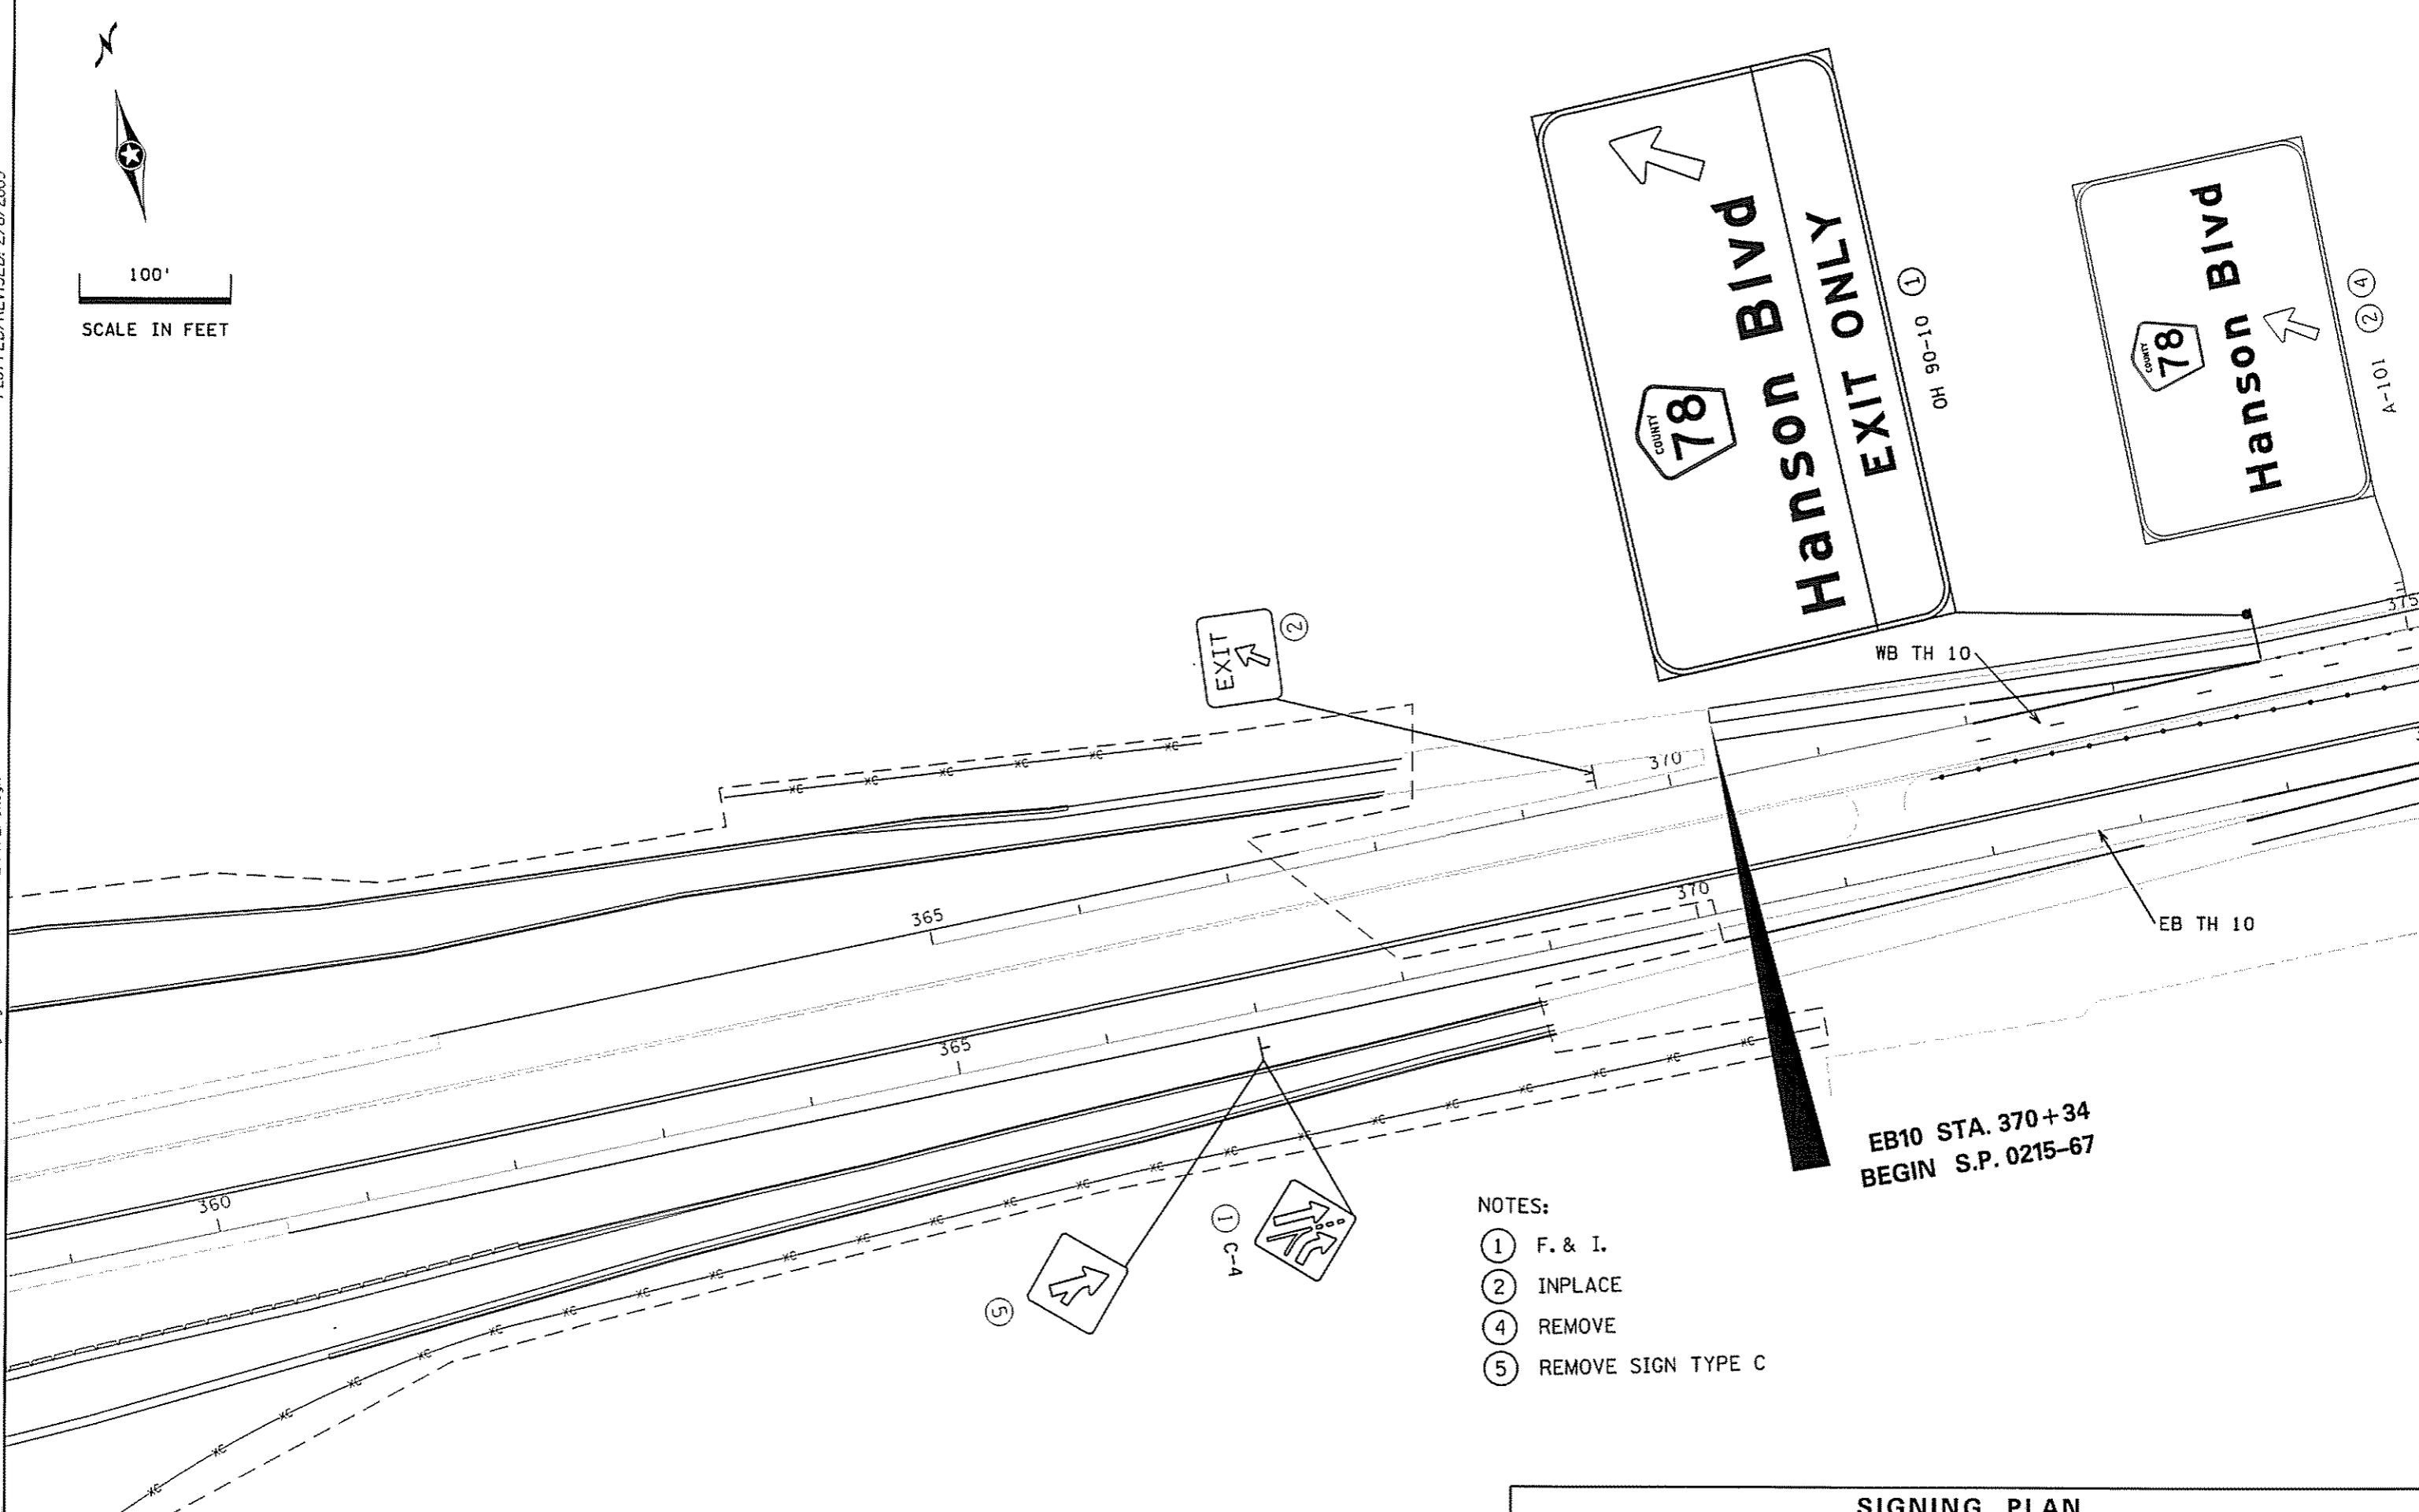 N
100'
SCALE IN FEET
COUNTY
78
Hanson Blvd
EXIT ONLY
OH 90-10 1
COUNTY
78
Hanson Blvd
A-101 2 4
EXIT
2
WB TH 10
375
370
365
370
EB TH 10
365
360
EB10 STA. 370+34
BEGIN S.P. 0215-67
1 C-4
5
NOTES:
1 F. & I.
2 INPLACE
4 REMOVE
5 REMOVE SIGN TYPE C
SIGNING PLAN